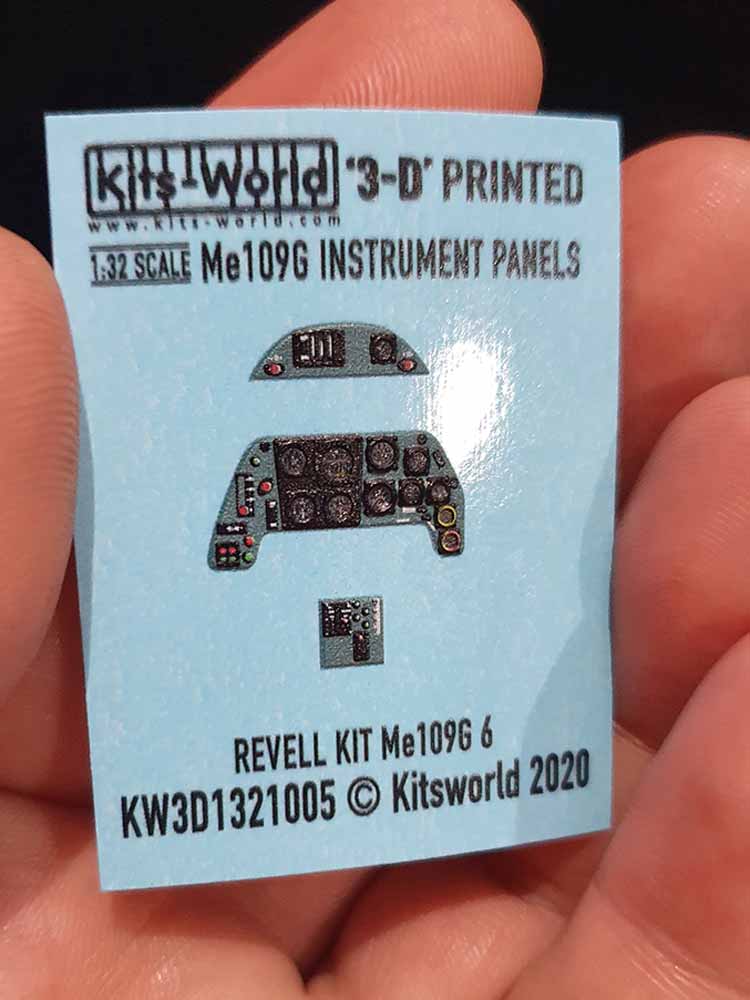 Kits-World "3-D" PRINTED
www.kits-world.com
1:32 SCALE Me109G INSTRUMENT PANELS
REVELL KIT Me109G 6
KW3D1321005 © Kitsworld 2020